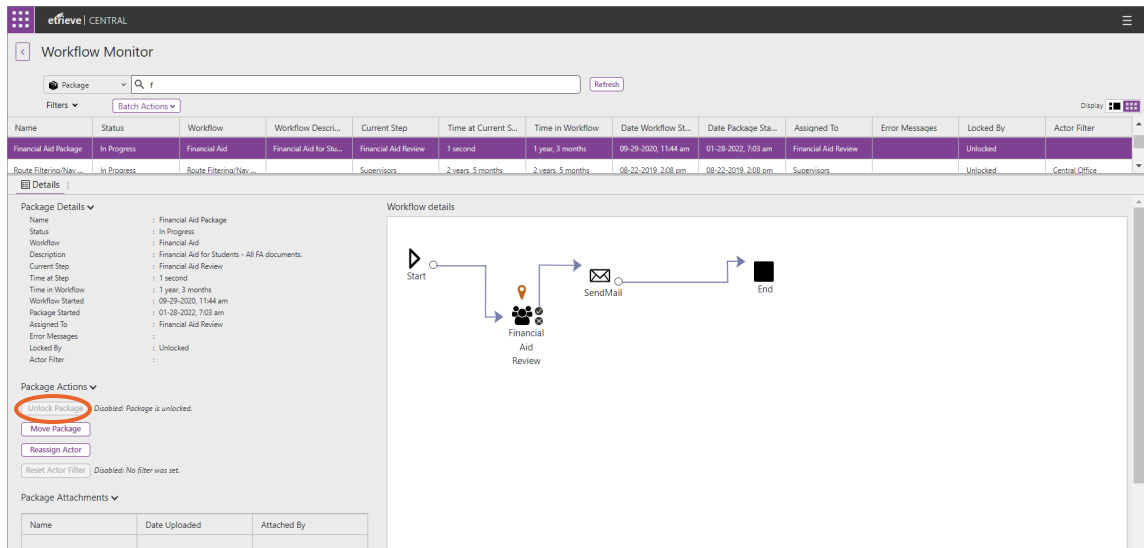 etrieve | CENTRAL
Workflow Monitor
Package f Refresh
Filters Batch Actions Display
Name Status Workflow Workflow Descri... Current Step Time at Current S... Time in Workflow Date Workflow St... Date Package Sta... Assigned To Error Messages Locked By Actor Filter
Financial Aid Package In Progress Financial Aid Financial Aid for Stu... Financial Aid Review 1 second 1 year, 3 months 09-29-2020, 11:44 am 01-28-2022, 7:03 am Financial Aid Review Unlocked
Route Filtering/Nav ... In Progress Route Filtering/Nav ... Supervisors 2 years, 5 months 2 years, 5 months 08-22-2019, 2:08 pm 08-22-2019, 2:08 pm Supervisors Unlocked Central Office
Details
Package Details
Name : Financial Aid Package
Status : In Progress
Workflow : Financial Aid
Description : Financial Aid for Students - All FA documents.
Current Step : Financial Aid Review
Time at Step : 1 second
Time in Workflow : 1 year, 3 months
Workflow Started : 09-29-2020, 11:44 am
Package Started : 01-28-2022, 7:03 am
Assigned To : Financial Aid Review
Error Messages :
Locked By : Unlocked
Actor Filter :
Package Actions
Unlock Package Disabled: Package is unlocked.
Move Package
Reassign Actor
Reset Actor Filter Disabled: No filter was set.
Package Attachments
Name Date Uploaded Attached By
Workflow details
Start
SendMail
End
Financial
Aid
Review